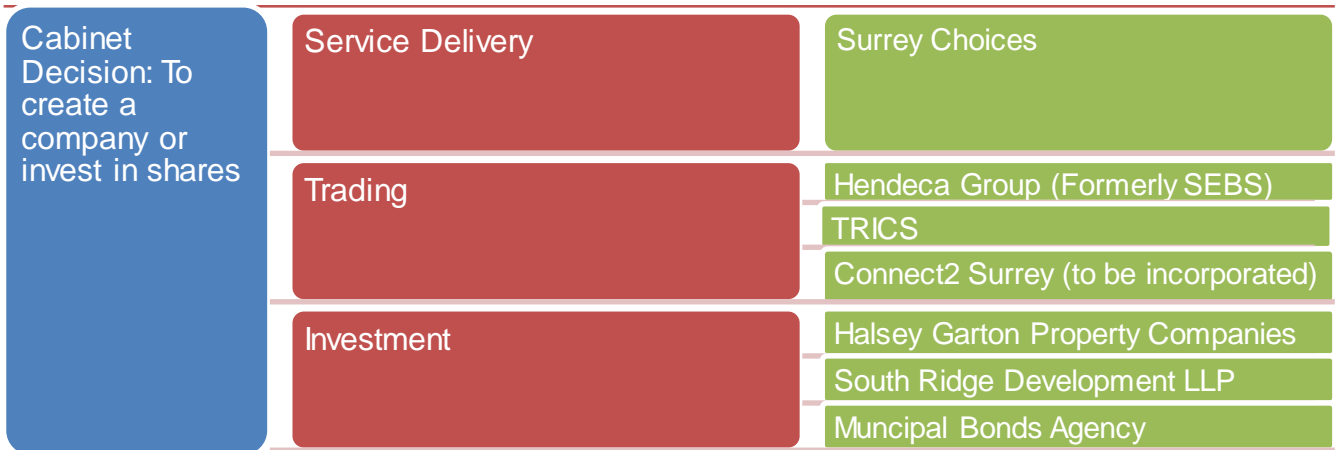 Cabinet
Decision: To
create a
company or
invest in shares
Service Delivery
Surrey Choices
Trading
Hendeca Group (Formerly SEBS)
TRICS
Connect2 Surrey (to be incorporated)
Investment
Halsey Garton Property Companies
South Ridge Development LLP
Muncipal Bonds Agency